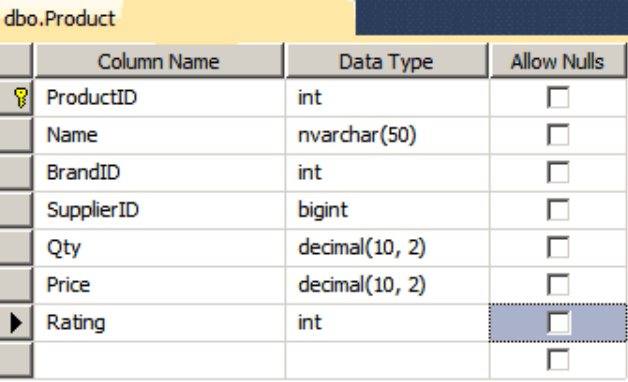 dbo.Product
Column Name Data Type Allow Nulls
ProductID int
Name nvarchar(50)
BrandID int
SupplierID bigint
Qty decimal(10, 2)
Price decimal(10, 2)
Rating int